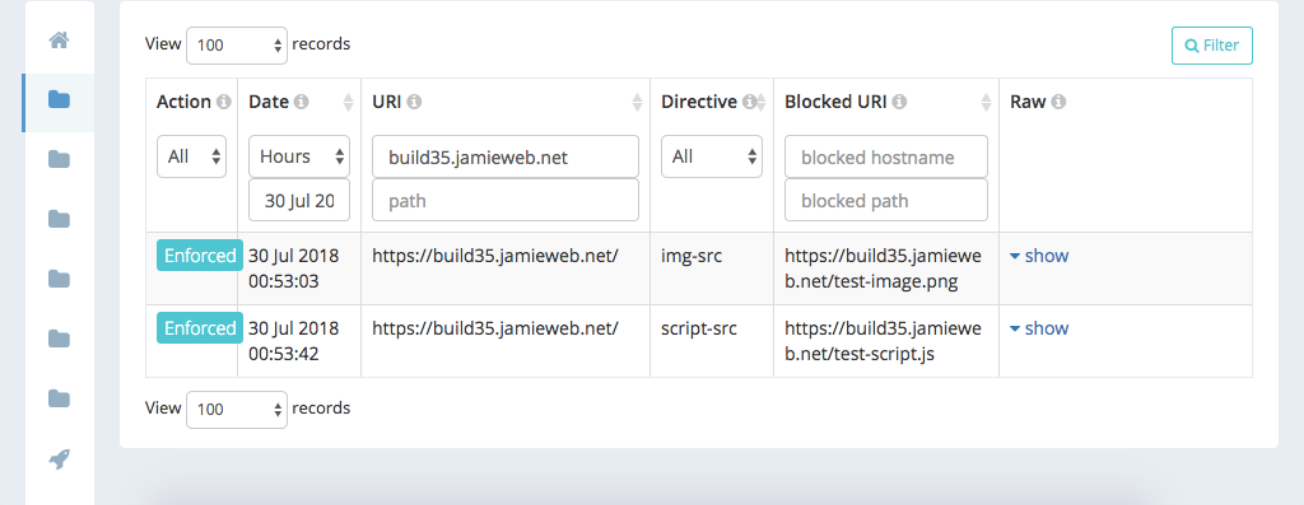 View 100 records
Filter
Action Date URI Directive Blocked URI Raw
All Hours build35.jamieweb.net All blocked hostname
30 Jul 20 path blocked path
Enforced 30 Jul 2018 https://build35.jamieweb.net/ img-src https://build35.jamiewe show
00:53:03 b.net/test-image.png
Enforced 30 Jul 2018 https://build35.jamieweb.net/ script-src https://build35.jamiewe show
00:53:42 b.net/test-script.js
View 100 records